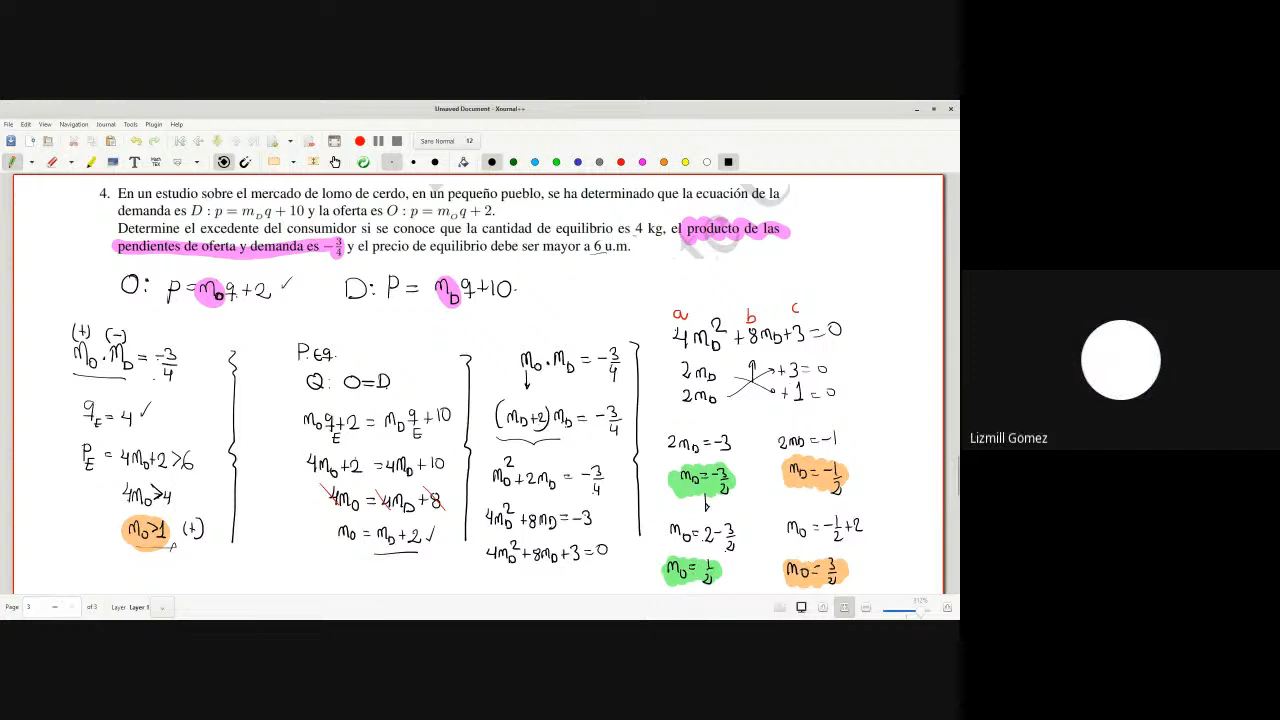 Unsaved Document - Xournal++
File Edit View Navigation Journal Tools Plugin Help
Sans Normal 12
4. En un estudio sobre el mercado de lomo de cerdo, en un pequeño pueblo, se ha determinado que la ecuación de la
demanda es D : p = m_D q + 10 y la oferta es O : p = m_O q + 2.
Determine el excedente del consumidor si se conoce que la cantidad de equilibrio es 4 kg, el producto de las
pendientes de oferta y demanda es −3/4 y el precio de equilibrio debe ser mayor a 6 u.m.
O: P = m_O q + 2 ✓ D: P = m_D q + 10.
(+) (−)
m_O . m_D = −3/4
q_E = 4 ✓
P_E = 4m_O + 2 > 6
4m_O > 4
m_O > 1 (+)
P Eq.
Q: O = D
m_O q_E + 2 = m_D q_E + 10
4m_O + 2 = 4m_D + 10
4m_O = 4m_D + 8
m_O = m_D + 2 ✓
m_O . m_D = −3/4
↓
(m_D + 2) m_D = −3/4
m_D² + 2m_D = −3/4
4m_D² + 8m_D = −3
4m_D² + 8m_D + 3 = 0
a b c
4m_D² + 8m_D + 3 = 0
2m_D + 3 = 0
2m_D + 1 = 0
2m_D = −3
m_D = −3/2
m_O = 2 − 3/2
m_O = 1/2
2m_D = −1
m_D = −1/2
m_O = −1/2 + 2
m_O = 3/2
Page 3 of 3 Layer Layer 1
312%
Lizmill Gomez